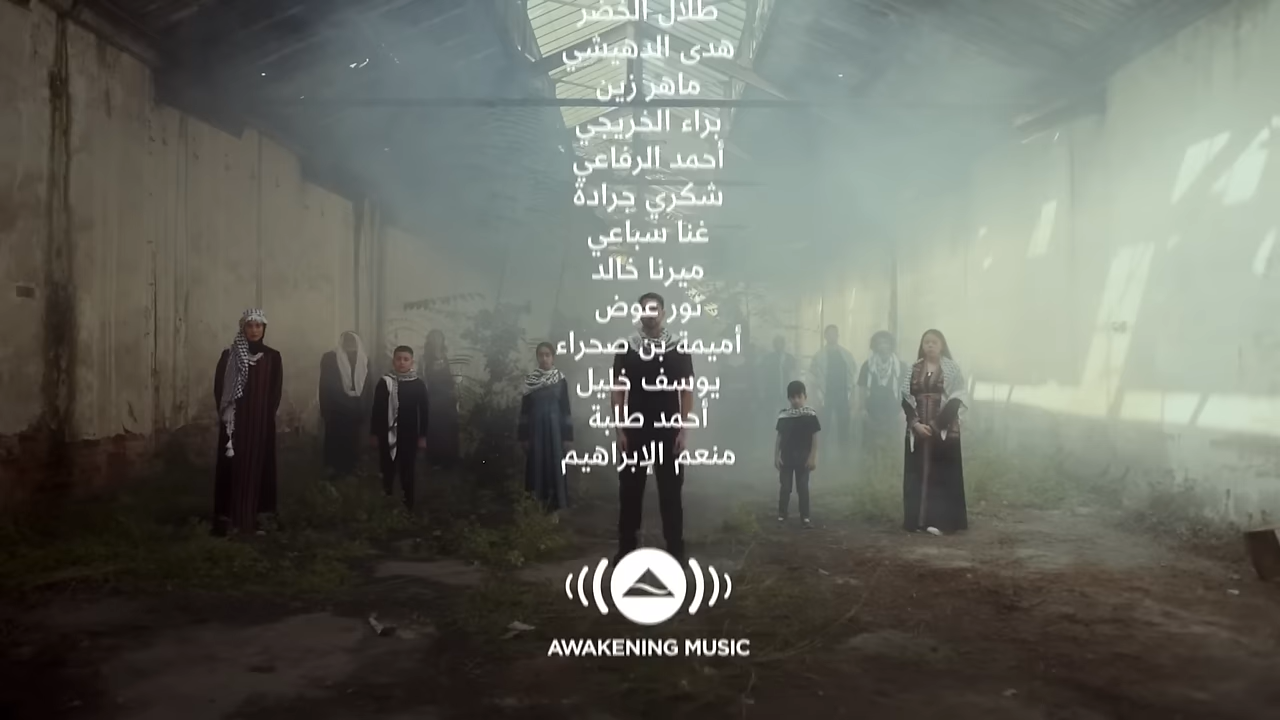 طلال الخضر
هدى الدهيشي
ماهر زين
براء الخريجي
أحمد الرفاعي
شكري جرادة
غنا سباعي
ميرنا خالد
نور عوض
أميمة بن صحراء
يوسف خليل
أحمد طلبة
منعم الإبراهيم
AWAKENING MUSIC